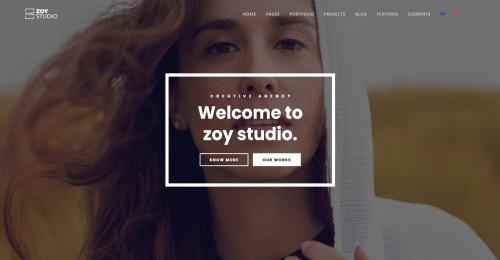 ZOY
STUDIO
HOME PAGES PORTFOLIO PROJECTS BLOG FEATURES ELEMENTS
CREATIVE AGENCY
Welcome to
zoy studio.
KNOW MORE OUR WORKS